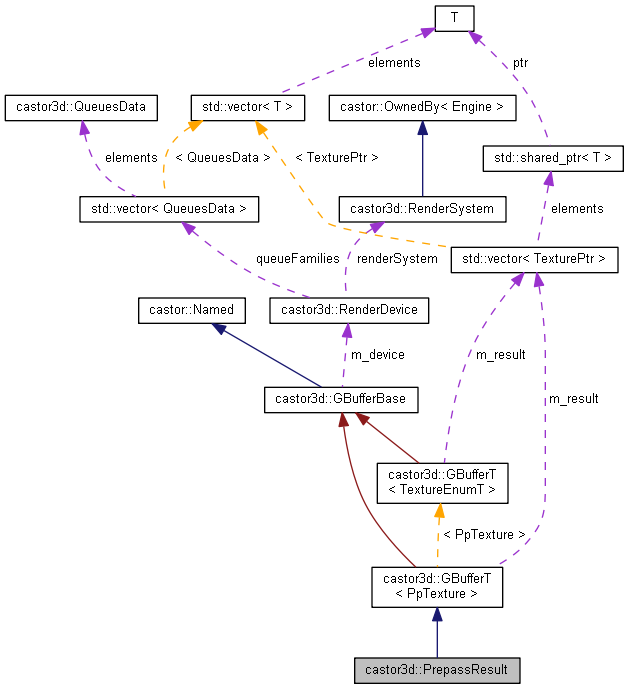 T
elements
ptr
castor3d::QueuesData
std::vector< T >
castor::OwnedBy< Engine >
elements
< QueuesData >
< TexturePtr >
std::shared_ptr< T >
std::vector< QueuesData >
castor3d::RenderSystem
elements
queueFamilies
renderSystem
std::vector< TexturePtr >
castor::Named
castor3d::RenderDevice
m_device
m_result
castor3d::GBufferBase
m_result
castor3d::GBufferT
< TextureEnumT >
< PpTexture >
castor3d::GBufferT
< PpTexture >
castor3d::PrepassResult